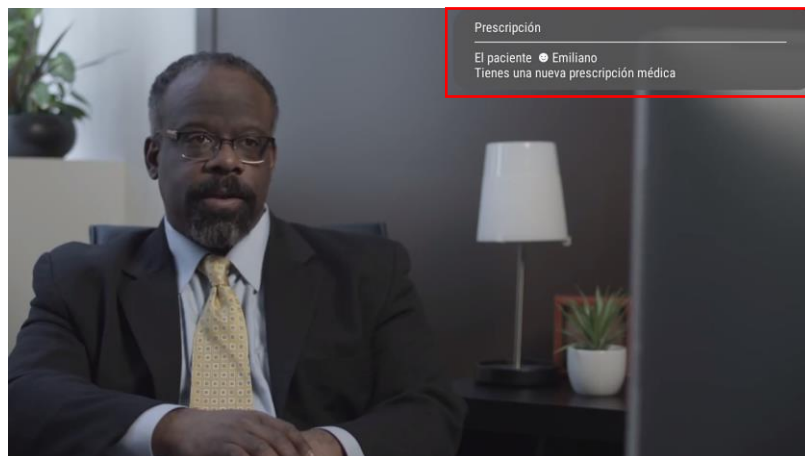 Prescripción
El paciente ☻ Emiliano
Tienes una nueva prescripción médica